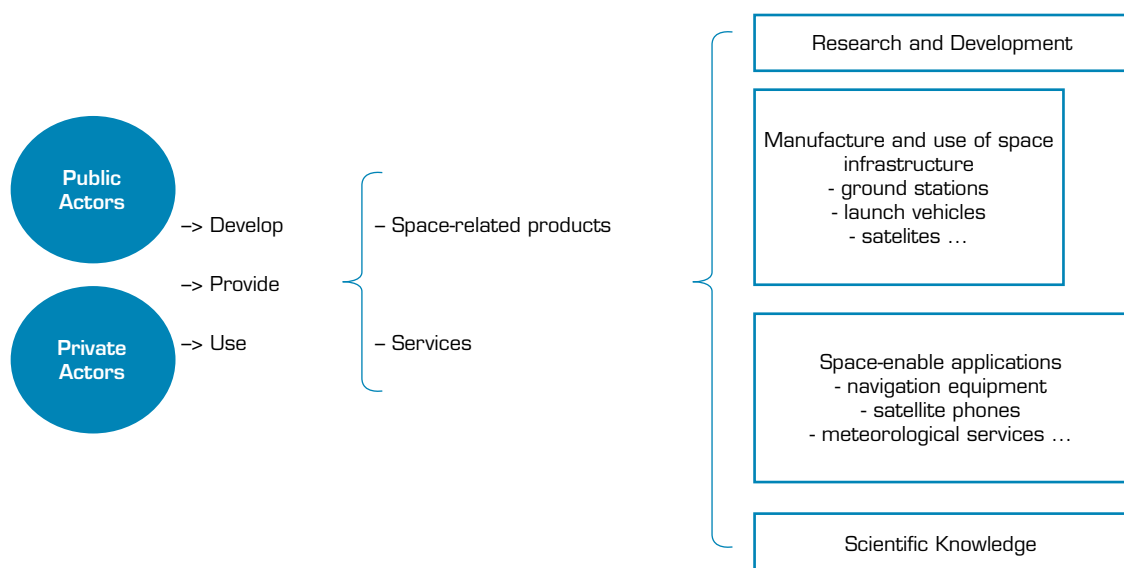 Public
Actors
Private
Actors
–> Develop
–> Provide
–> Use
– Space-related products
– Services
Research and Development
Manufacture and use of space
infrastructure
- ground stations
- launch vehicles
- satelites ...
Space-enable applications
- navigation equipment
- satellite phones
- meteorological services ...
Scientific Knowledge